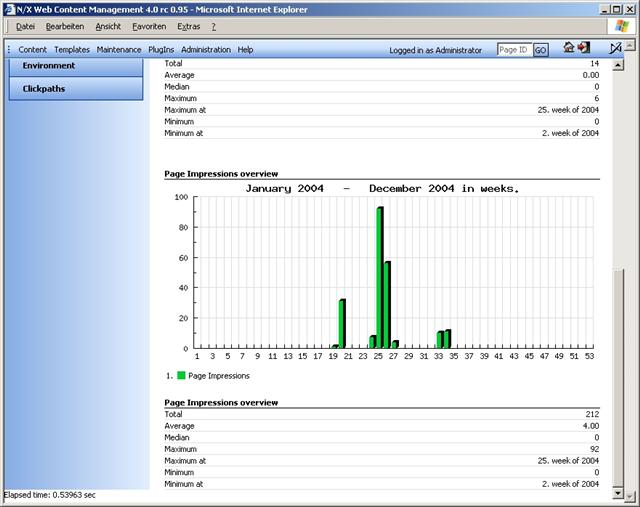 N/X Web Content Management 4.0 rc 0.95 - Microsoft Internet Explorer
Datei Bearbeiten Ansicht Favoriten Extras ?
Content Templates Maintenance PlugIns Administration Help Logged in as Administrator Page ID GO
Environment
Clickpaths
Total 14
Average 0.00
Median 0
Maximum 6
Maximum at 25. week of 2004
Minimum 0
Minimum at 2. week of 2004
Page Impressions overview
January 2004 - December 2004 in weeks.
100
80
60
40
20
0
1 3 5 7 9 11 13 15 17 19 21 23 25 27 29 31 33 35 37 39 41 43 45 47 49 51 53
1. Page Impressions
Page Impressions overview
Total 212
Average 4.00
Median 0
Maximum 92
Maximum at 25. week of 2004
Minimum 0
Minimum at 2. week of 2004
Elapsed time: 0.53963 sec